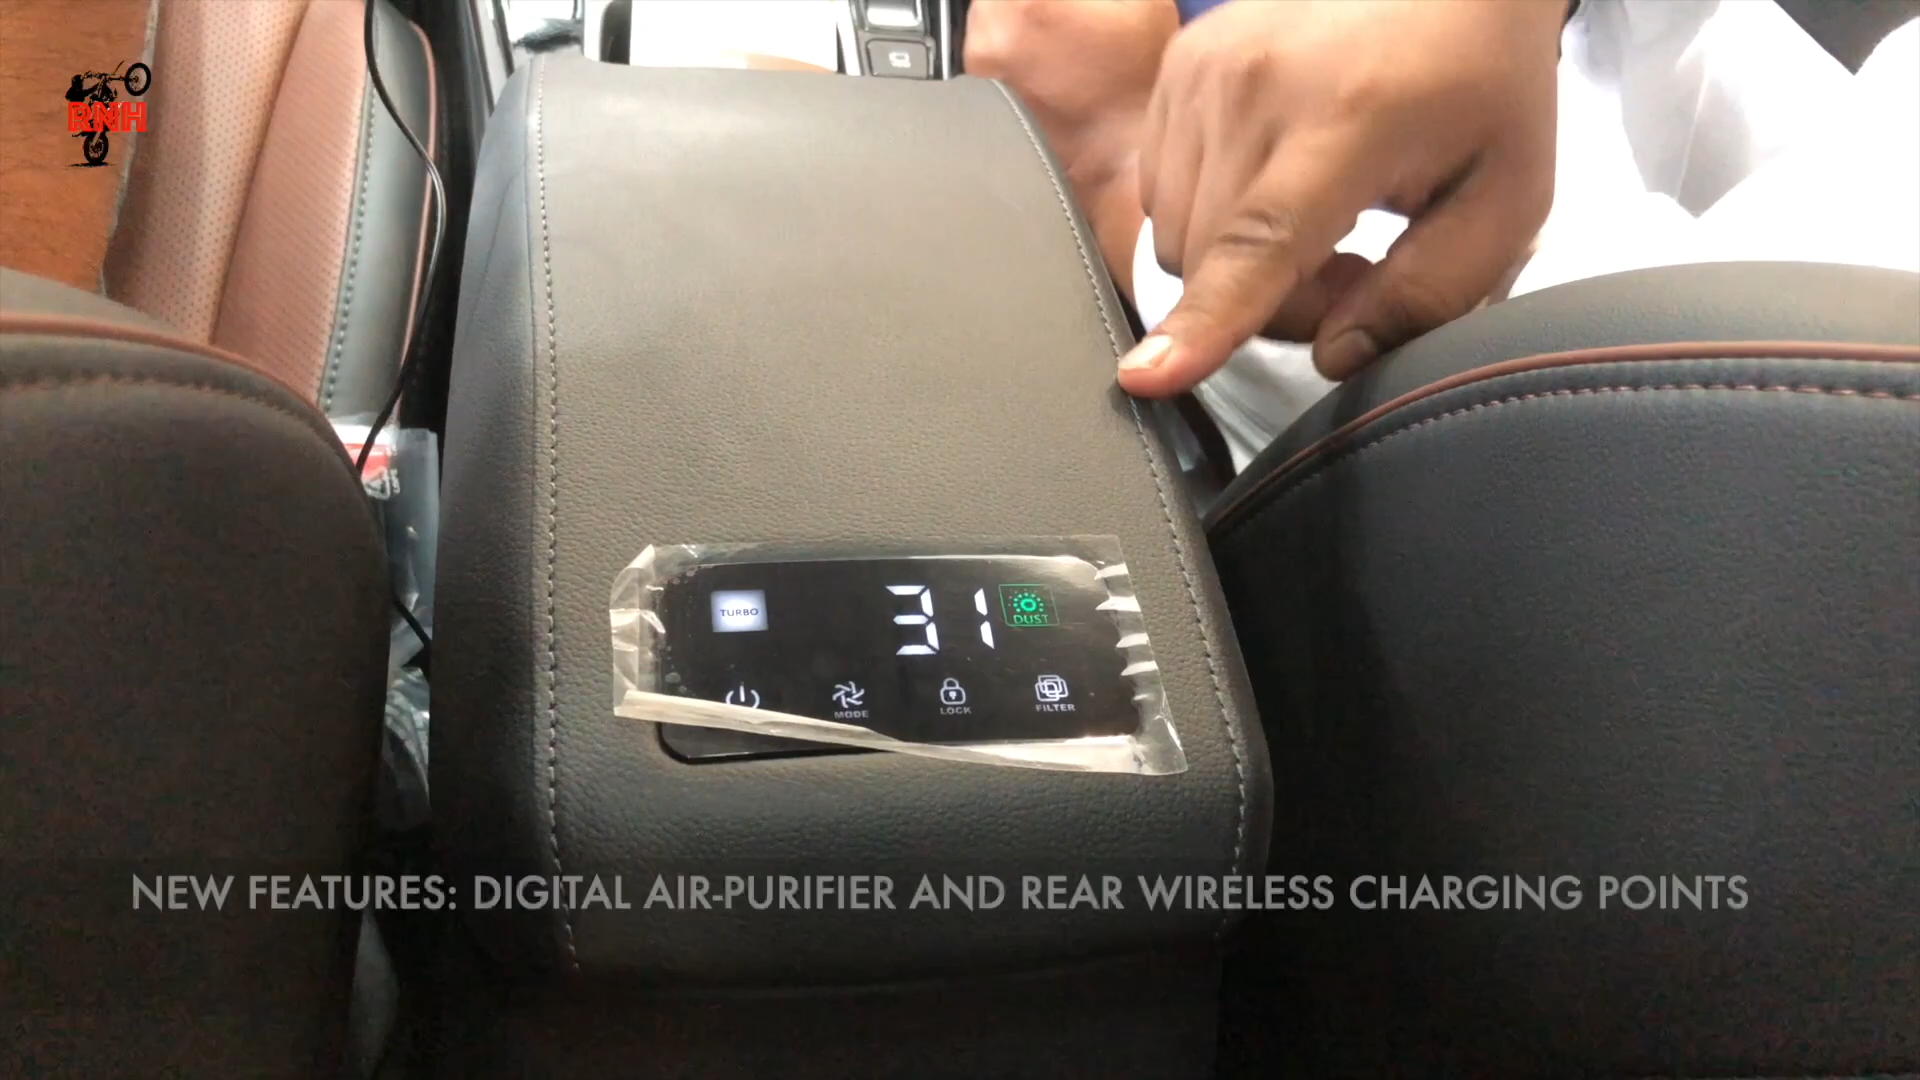 RNH
TURBO
31
DUST
MODE
LOCK
FILTER
NEW FEATURES: DIGITAL AIR-PURIFIER AND REAR WIRELESS CHARGING POINTS